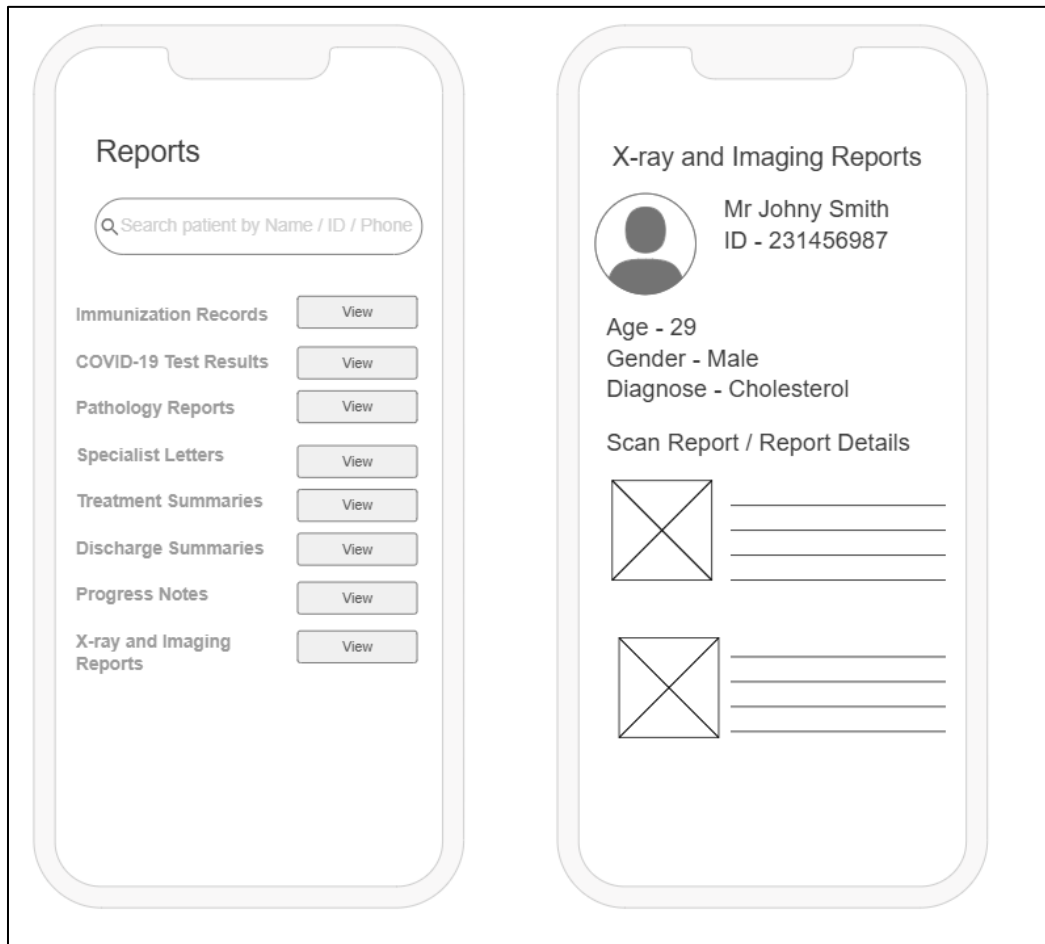 Reports
Search patient by Name / ID / Phone
Immunization Records
View
COVID-19 Test Results
View
Pathology Reports
View
Specialist Letters
View
Treatment Summaries
View
Discharge Summaries
View
Progress Notes
View
X-ray and Imaging
Reports
View
X-ray and Imaging Reports
Mr Johny Smith
ID - 231456987
Age - 29
Gender - Male
Diagnose - Cholesterol
Scan Report / Report Details